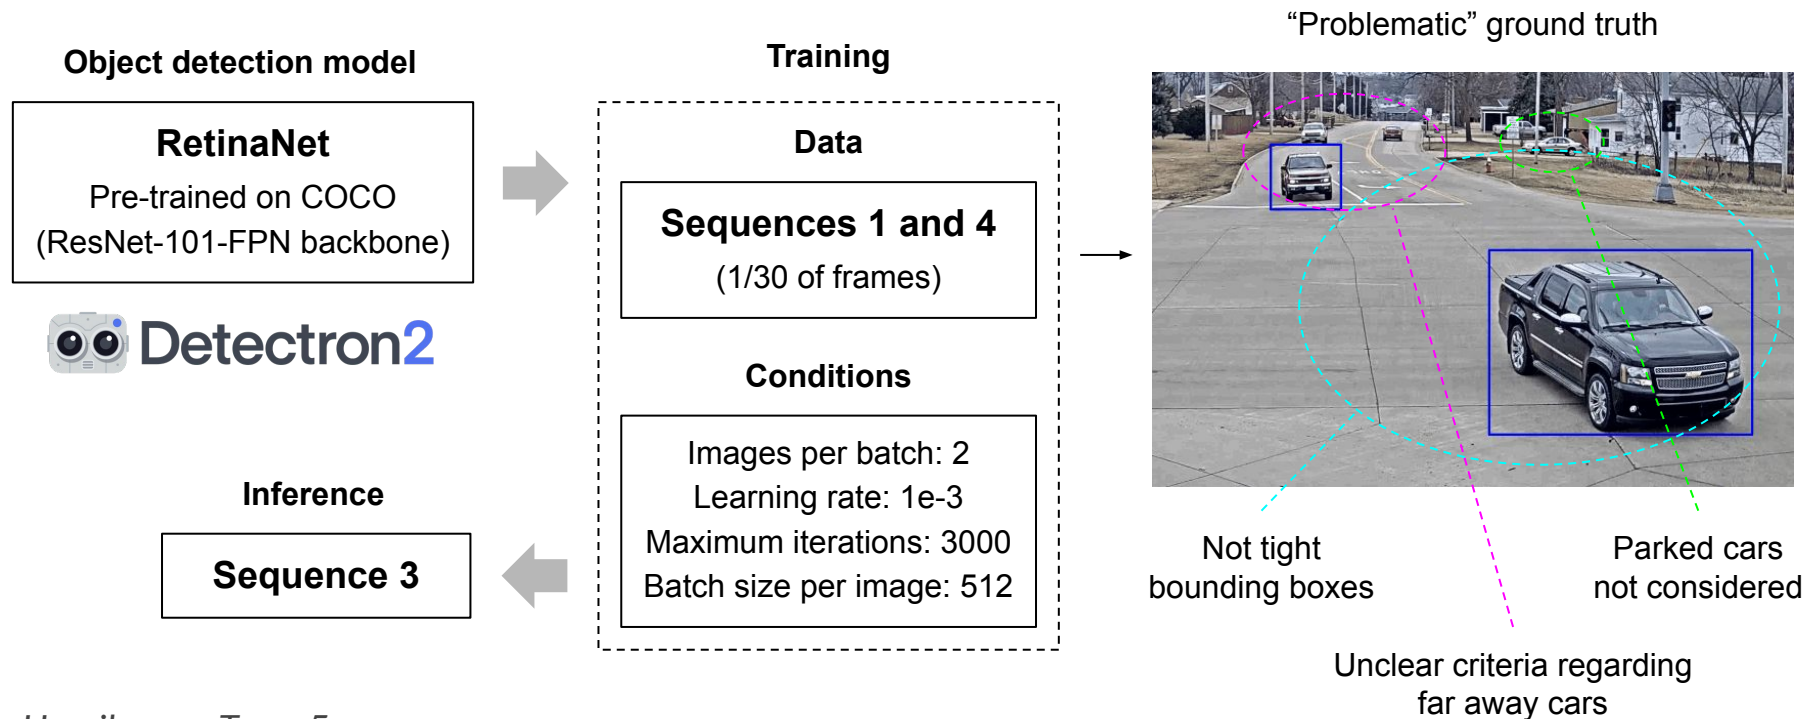 Object detection model
RetinaNet
Pre-trained on COCO
(ResNet-101-FPN backbone)
Detectron2
Training
Data
Sequences 1 and 4
(1/30 of frames)
Conditions
Images per batch: 2
Learning rate: 1e-3
Maximum iterations: 3000
Batch size per image: 512
Inference
Sequence 3
“Problematic” ground truth
Not tight
bounding boxes
Parked cars
not considered
Unclear criteria regarding
far away cars